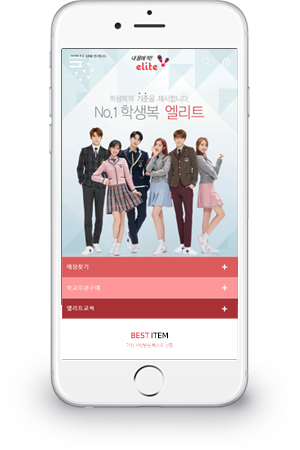 내 몸에 딱!
elite
학생복의 기준을 제시합니다
No.1 학생복 엘리트
매장찾기 +
학교주관구매 +
엘리트교복 +
BEST ITEM